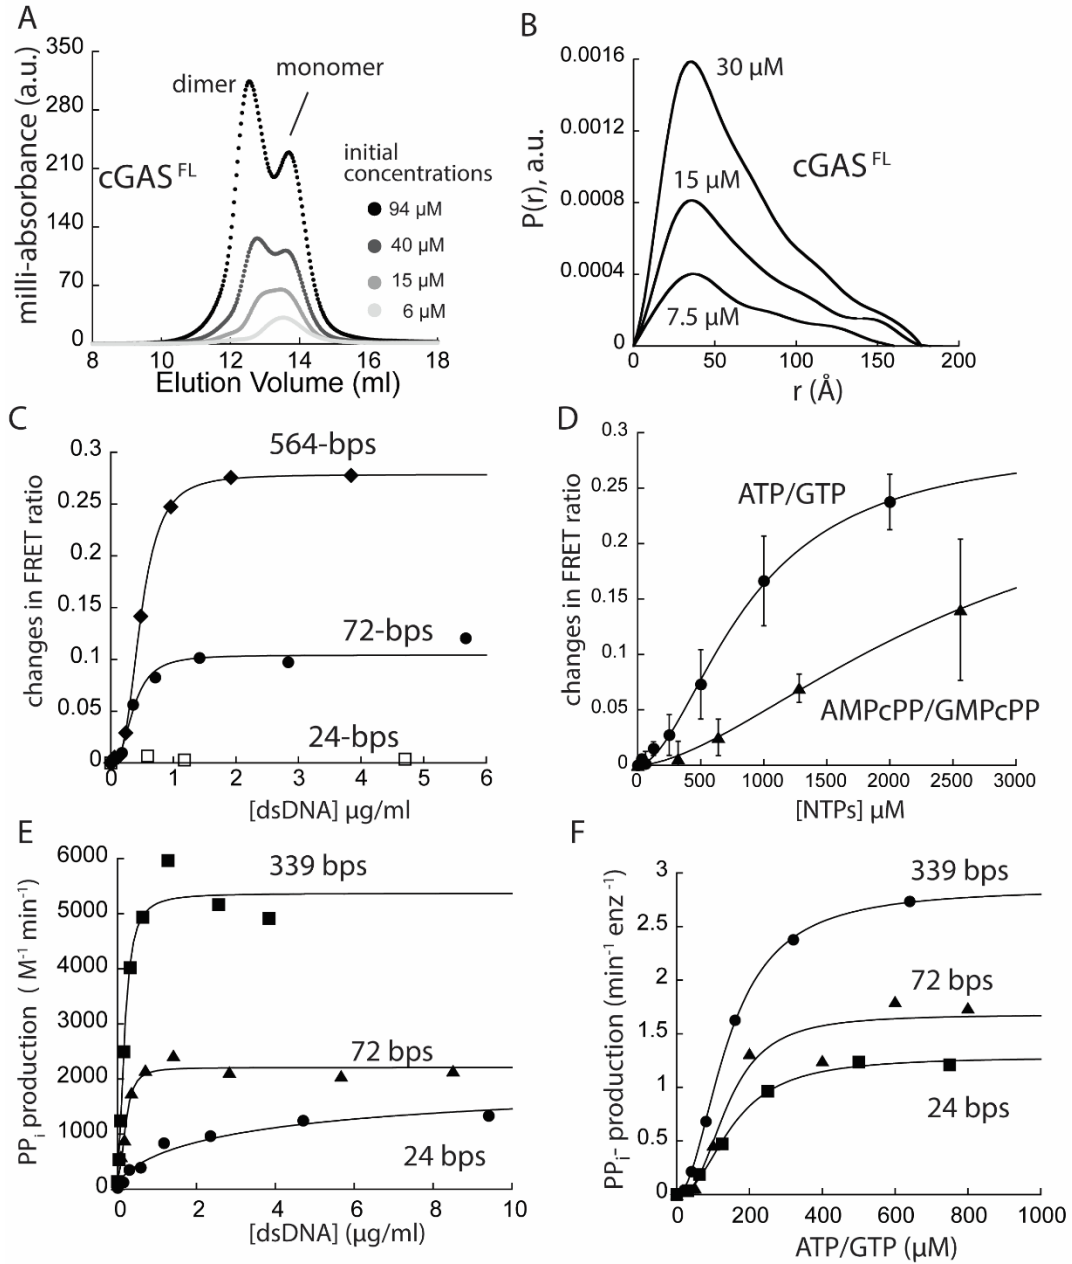 A
350
280
210
140
70
0
milli-absorbance (a.u.)
dimer
monomer
cGAS FL
initial
concentrations
94 μM
40 μM
15 μM
6 μM
8 10 12 14 16 18
Elution Volume (ml)
B
0.0016
0.0012
0.0008
0.0004
0
P(r), a.u.
30 μM
cGAS FL
15 μM
7.5 μM
0 50 100 150 200
r (Å)
C
0.3
0.25
0.2
0.15
0.1
0.05
0
changes in FRET ratio
564-bps
72-bps
24-bps
0 1 2 3 4 5 6
[dsDNA] μg/ml
D
0.3
0.25
0.2
0.15
0.1
0.05
0
changes in FRET ratio
ATP/GTP
AMPcPP/GMPcPP
0 500 1000 1500 2000 2500 3000
[NTPs] μM
E
6000
5000
4000
3000
2000
1000
0
PPi production ( M-1 min-1)
339 bps
72 bps
24 bps
0 2 4 6 8 10
[dsDNA] (μg/ml)
F
3
2.5
2
1.5
1
0.5
0
PPi- production (min-1 enz -1)
339 bps
72 bps
24 bps
0 200 400 600 800 1000
ATP/GTP (μM)